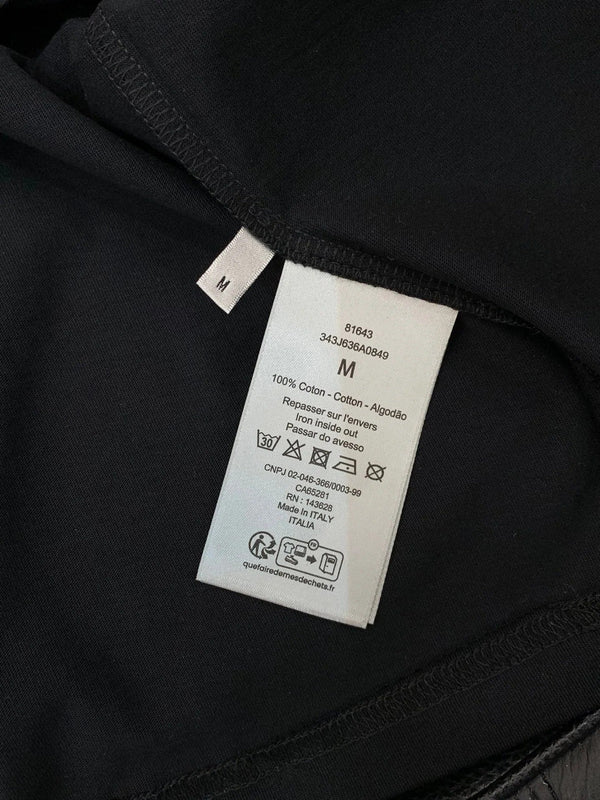 M
81643
343J636A0849
M
100% Coton - Cotton - Algodão
Repasser sur l'envers
Iron inside out
Passar do avesso
30
CNPJ 02-046-366/0003-99
CA65281
RN : 143828
Made In ITALY
ITALIA
FR
quefairedemesdechets.fr